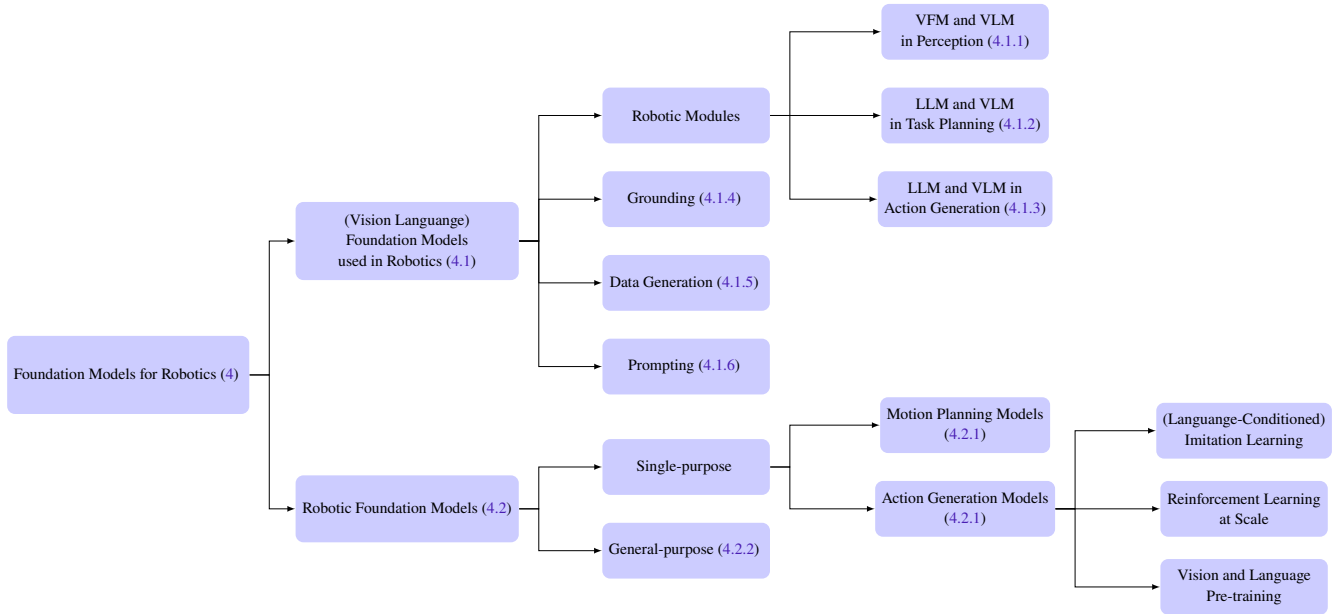 VFM and VLM
in Perception (4.1.1)
Robotic Modules
LLM and VLM
in Task Planning (4.1.2)
Grounding (4.1.4)
LLM and VLM in
Action Generation (4.1.3)
(Vision Languange)
Foundation Models
used in Robotics (4.1)
Data Generation (4.1.5)
Foundation Models for Robotics (4)
Prompting (4.1.6)
Motion Planning Models
(4.2.1)
(Languange-Conditioned)
Imitation Learning
Single-purpose
Robotic Foundation Models (4.2)
Action Generation Models
(4.2.1)
Reinforcement Learning
at Scale
General-purpose (4.2.2)
Vision and Language
Pre-training